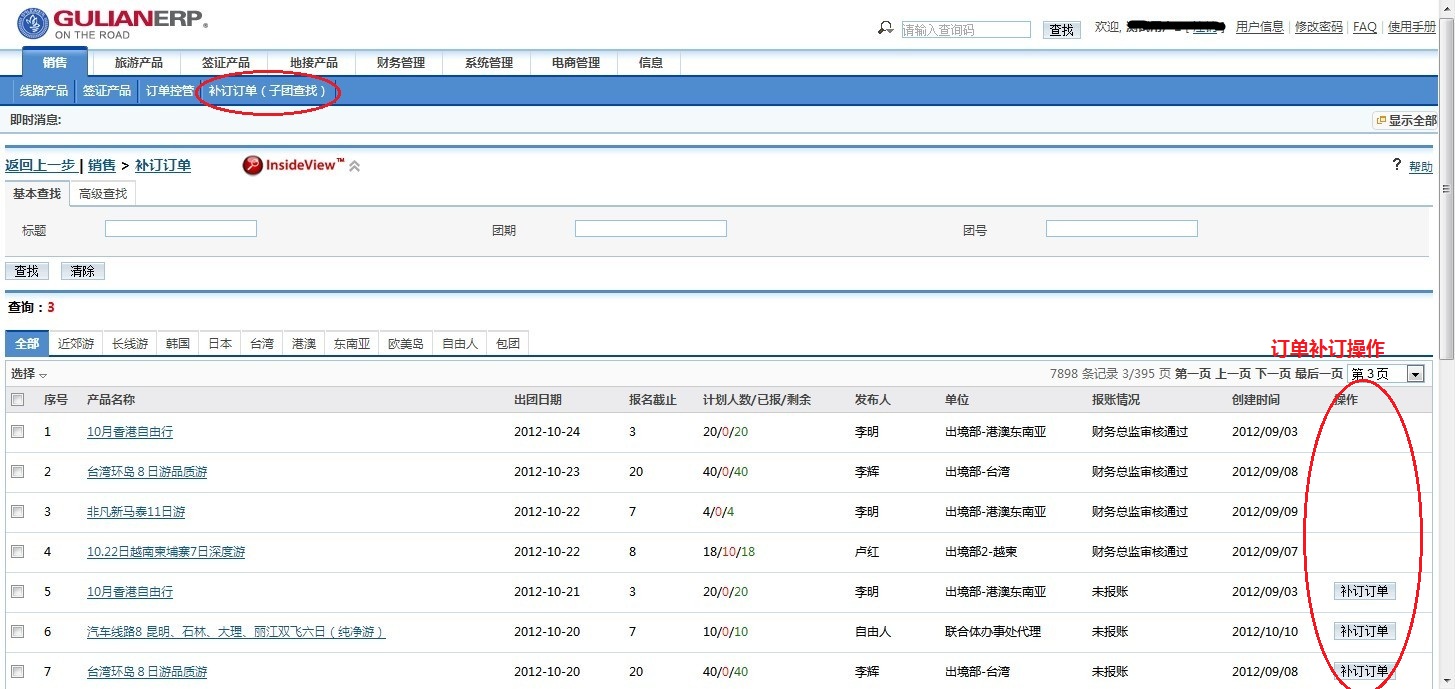 GULIANERP®
ON THE ROAD
请输入查询码 查找 欢迎, 用户信息 | 修改密码 | FAQ | 使用手册
销售 旅游产品 签证产品 地接产品 财务管理 系统管理 电商管理 信息
线路产品 签证产品 订单控管 补订订单（子团查找）
即时消息: 显示全部
返回上一步 | 销售 > 补订订单 InsideView™ ? 帮助
基本查找 高级查找
标题 团期 团号
查找 清除
查询：3
全部 近郊游 长线游 韩国 日本 台湾 港澳 东南亚 欧美岛 自由人 包团
订单补订操作
选择 7898 条记录 3/395 页 第一页 上一页 下一页 最后一页 第 3 页
序号 产品名称 出团日期 报名截止 计划人数/已报/剩余 发布人 单位 报账情况 创建时间 操作
1 10月香港自由行 2012-10-24 3 20/0/20 李明 出境部-港澳东南亚 财务总监审核通过 2012/09/03
2 台湾环岛８日游品质游 2012-10-23 20 40/0/40 李辉 出境部-台湾 财务总监审核通过 2012/09/08
3 非凡新马泰11日游 2012-10-22 7 4/0/4 李明 出境部-港澳东南亚 财务总监审核通过 2012/09/09
4 10.22日越南柬埔寨7日深度游 2012-10-22 8 18/10/18 卢红 出境部2-越柬 财务总监审核通过 2012/09/07
5 10月香港自由行 2012-10-21 3 20/0/20 李明 出境部-港澳东南亚 未报账 2012/09/03 补订订单
6 汽车线路8 昆明、石林、大理、丽江双飞六日（纯净游） 2012-10-20 7 10/0/10 自由人 联合体办事处代理 未报账 2012/10/10 补订订单
7 台湾环岛８日游品质游 2012-10-20 20 40/0/40 李辉 出境部-台湾 未报账 2012/09/08 补订订单